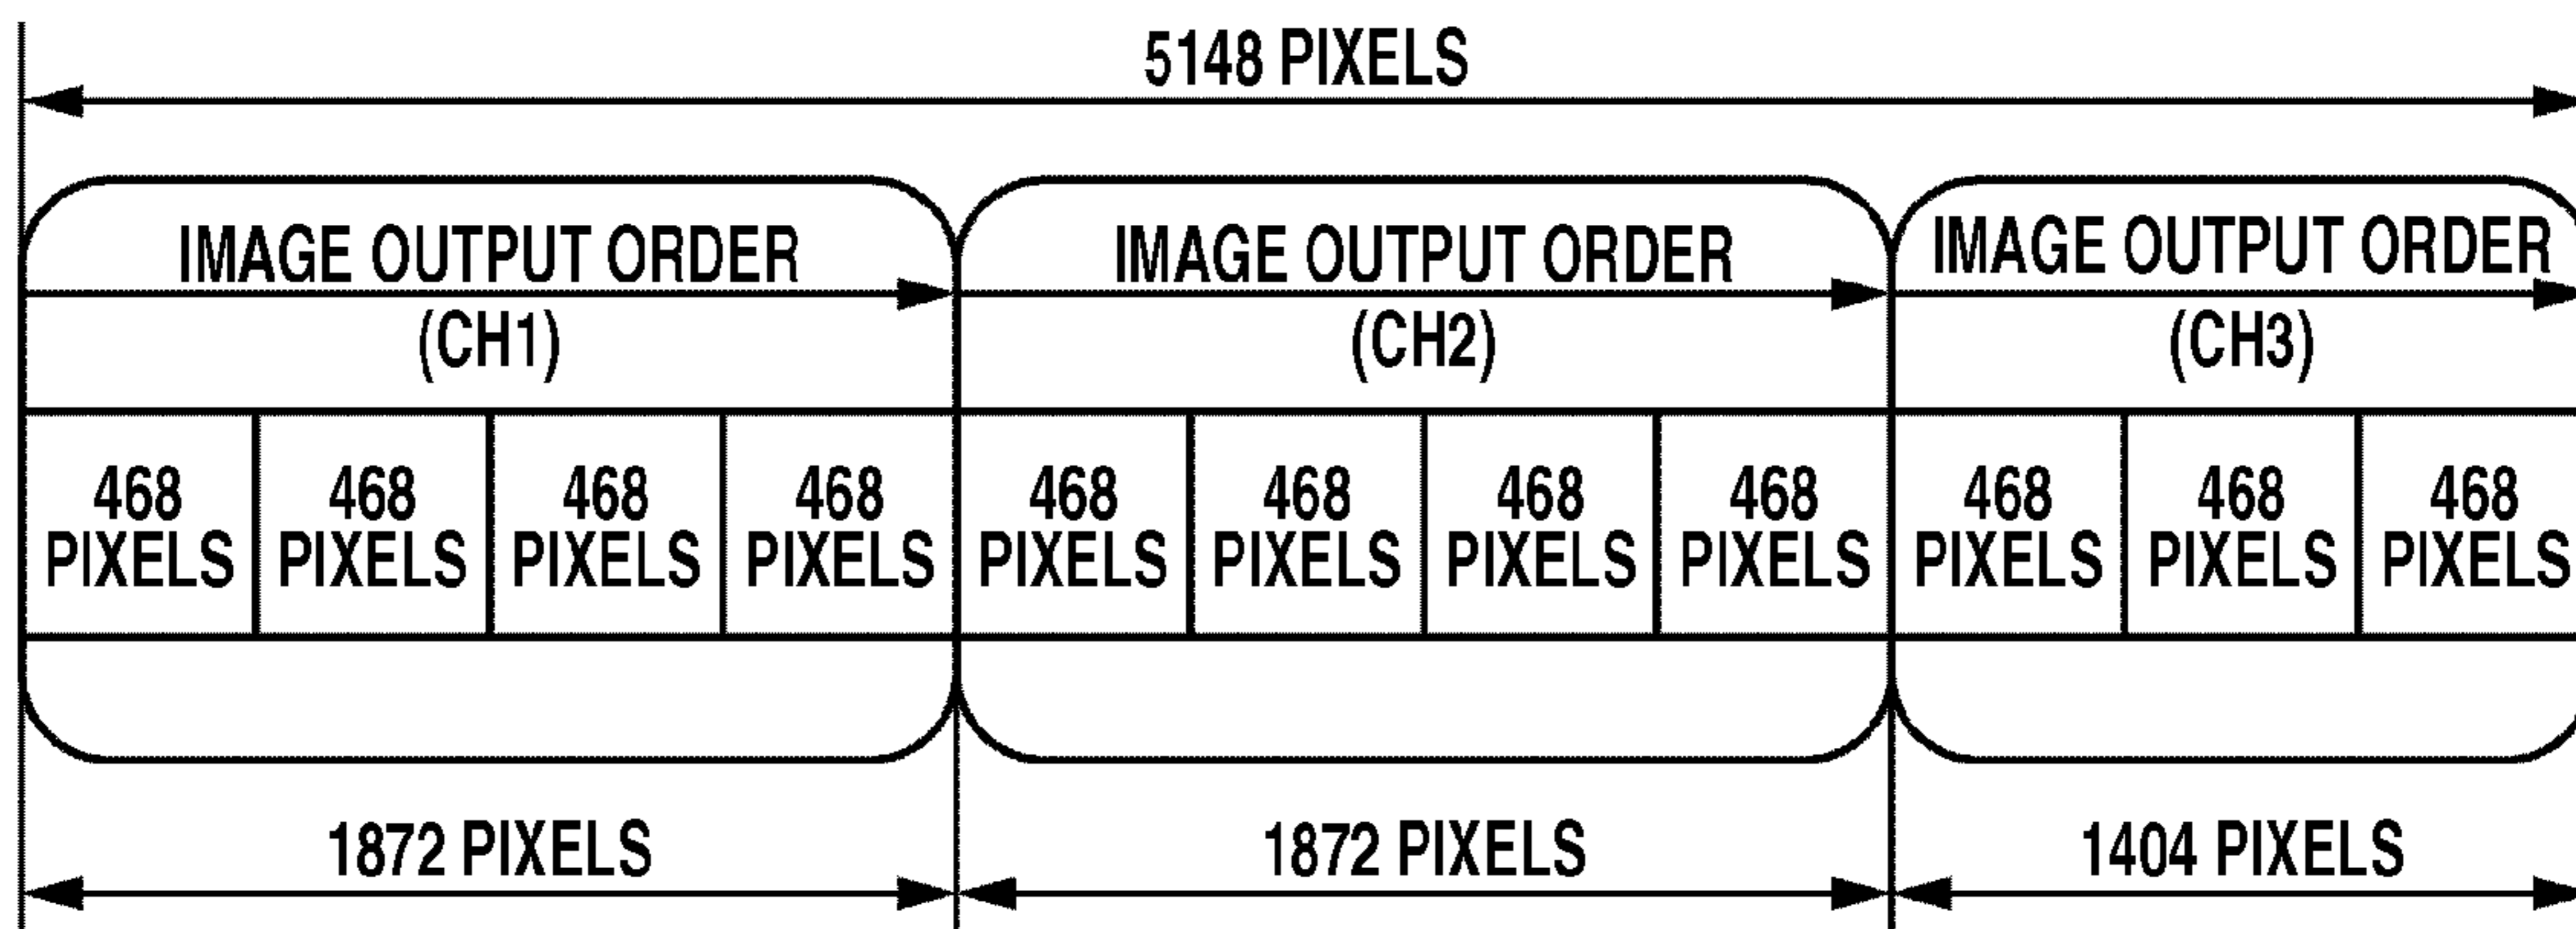 5148 PIXELS
IMAGE OUTPUT ORDER
(CH1)
IMAGE OUTPUT ORDER
(CH2)
IMAGE OUTPUT ORDER
(CH3)
468
PIXELS
468
PIXELS
468
PIXELS
468
PIXELS
468
PIXELS
468
PIXELS
468
PIXELS
468
PIXELS
468
PIXELS
468
PIXELS
468
PIXELS
1872 PIXELS
1872 PIXELS
1404 PIXELS